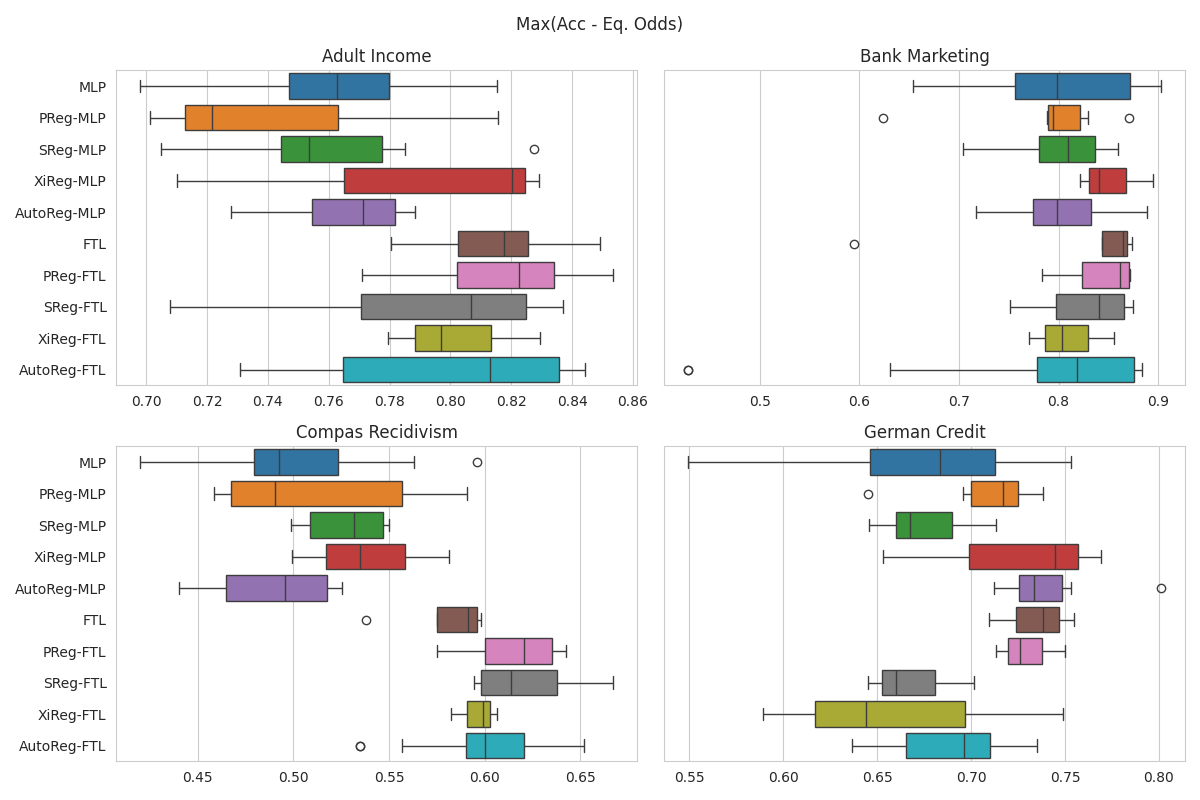 Max(Acc - Eq. Odds)
Adult Income
Bank Marketing
MLP
PReg-MLP
SReg-MLP
XiReg-MLP
AutoReg-MLP
FTL
PReg-FTL
SReg-FTL
XiReg-FTL
AutoReg-FTL
0.70 0.72 0.74 0.76 0.78 0.80 0.82 0.84 0.86
0.5 0.6 0.7 0.8 0.9
Compas Recidivism
German Credit
MLP
PReg-MLP
SReg-MLP
XiReg-MLP
AutoReg-MLP
FTL
PReg-FTL
SReg-FTL
XiReg-FTL
AutoReg-FTL
0.45 0.50 0.55 0.60 0.65
0.55 0.60 0.65 0.70 0.75 0.80